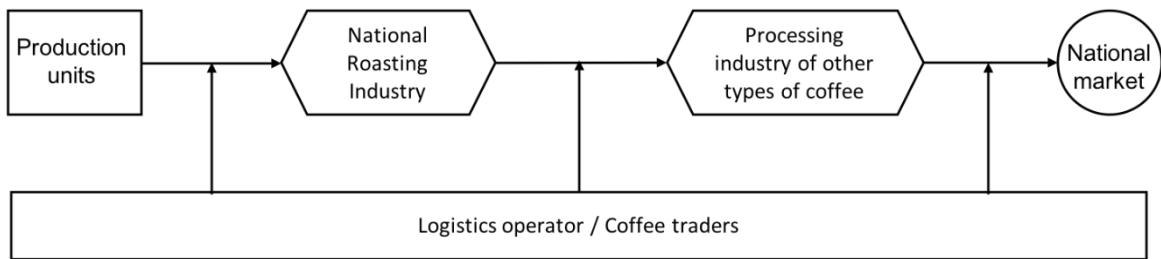 Production
units
National
Roasting
Industry
Processing
industry of other
types of coffee
National
market
Logistics operator / Coffee traders